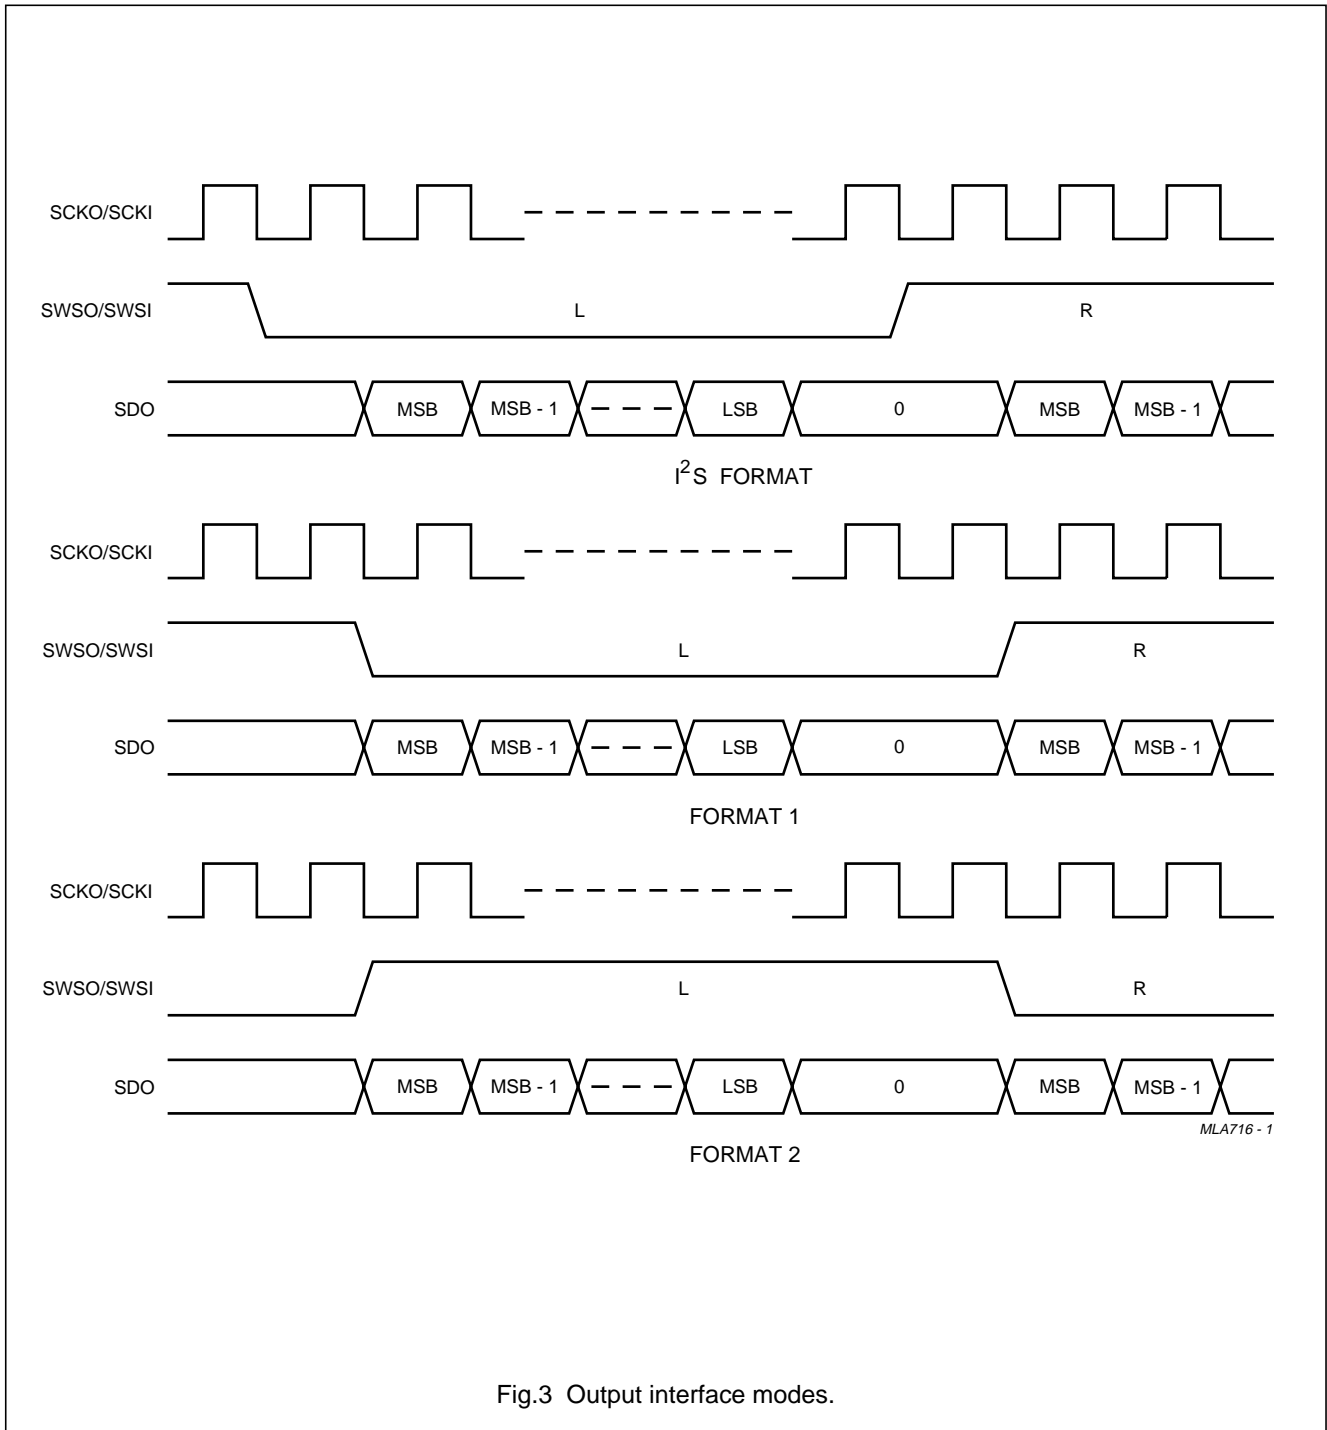 SCKO/SCKI
SWSO/SWSI L R
SDO MSB MSB - 1 LSB 0 MSB MSB - 1
I2S FORMAT
SCKO/SCKI
SWSO/SWSI L R
SDO MSB MSB - 1 LSB 0 MSB MSB - 1
FORMAT 1
SCKO/SCKI
SWSO/SWSI L R
SDO MSB MSB - 1 LSB 0 MSB MSB - 1
MLA716 - 1
FORMAT 2
Fig.3 Output interface modes.